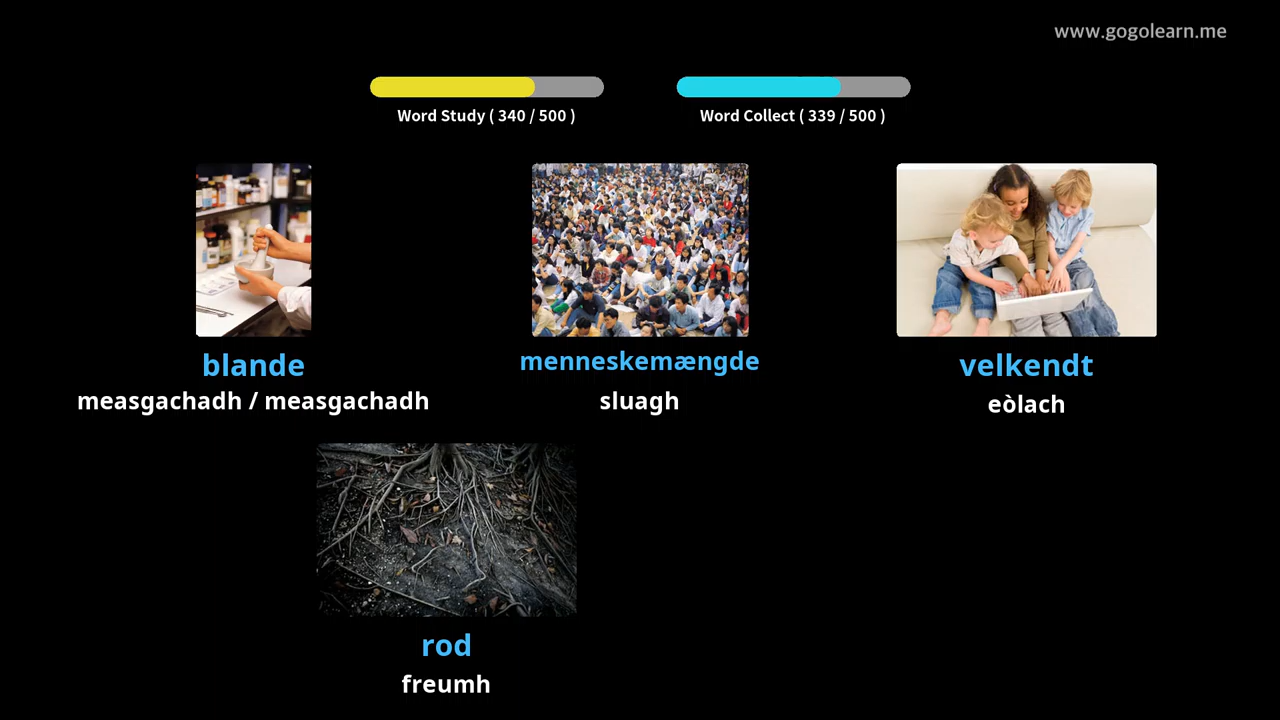 www.gogolearn.me
Word Study ( 340 / 500 )
Word Collect ( 339 / 500 )
blande
measgachadh / measgachadh
menneskemængde
sluagh
velkendt
eòlach
rod
freumh